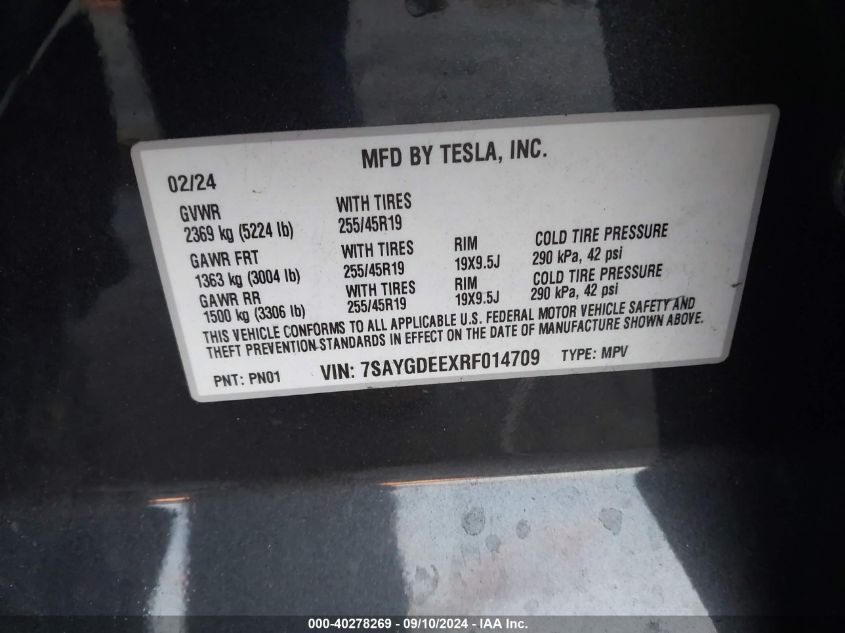 MFD BY TESLA, INC.
02/24
GVWR WITH TIRES
2369 kg (5224 lb) 255/45R19
GAWR FRT WITH TIRES RIM COLD TIRE PRESSURE
1363 kg (3004 lb) 255/45R19 19X9.5J 290 kPa, 42 psi
GAWR RR WITH TIRES RIM COLD TIRE PRESSURE
1500 kg (3306 lb) 255/45R19 19X9.5J 290 kPa, 42 psi
THIS VEHICLE CONFORMS TO ALL APPLICABLE U.S. FEDERAL MOTOR VEHICLE SAFETY AND
THEFT PREVENTION STANDARDS IN EFFECT ON THE DATE OF MANUFACTURE SHOWN ABOVE.
PNT: PN01 VIN: 7SAYGDEEXRF014709 TYPE: MPV
000-40278269 - 09/10/2024 - IAA Inc.